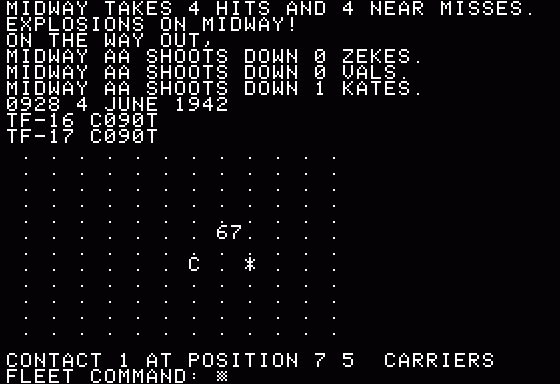 MIDWAY TAKES 4 HITS AND 4 NEAR MISSES.
EXPLOSIONS ON MIDWAY!
ON THE WAY OUT,
MIDWAY AA SHOOTS DOWN 0 ZEKES.
MIDWAY AA SHOOTS DOWN 0 VALS.
MIDWAY AA SHOOTS DOWN 1 KATES.
0928 4 JUNE 1942
TF-16 C090T
TF-17 C090T
. . . . . . . . . . . .
. . . . . . . . . . . .
. . . . . . . . . . . .
. . . . . . . . . . . .
. . . . . . . . . . . .
. . . . . . . 67. . . .
. . . . . . . . . . . .
. . . . . . C . * . . .
. . . . . . . . . . . .
. . . . . . . . . . . .
. . . . . . . . . . . .
. . . . . . . . . . . .
CONTACT 1 AT POSITION 7 5  CARRIERS
FLEET COMMAND: